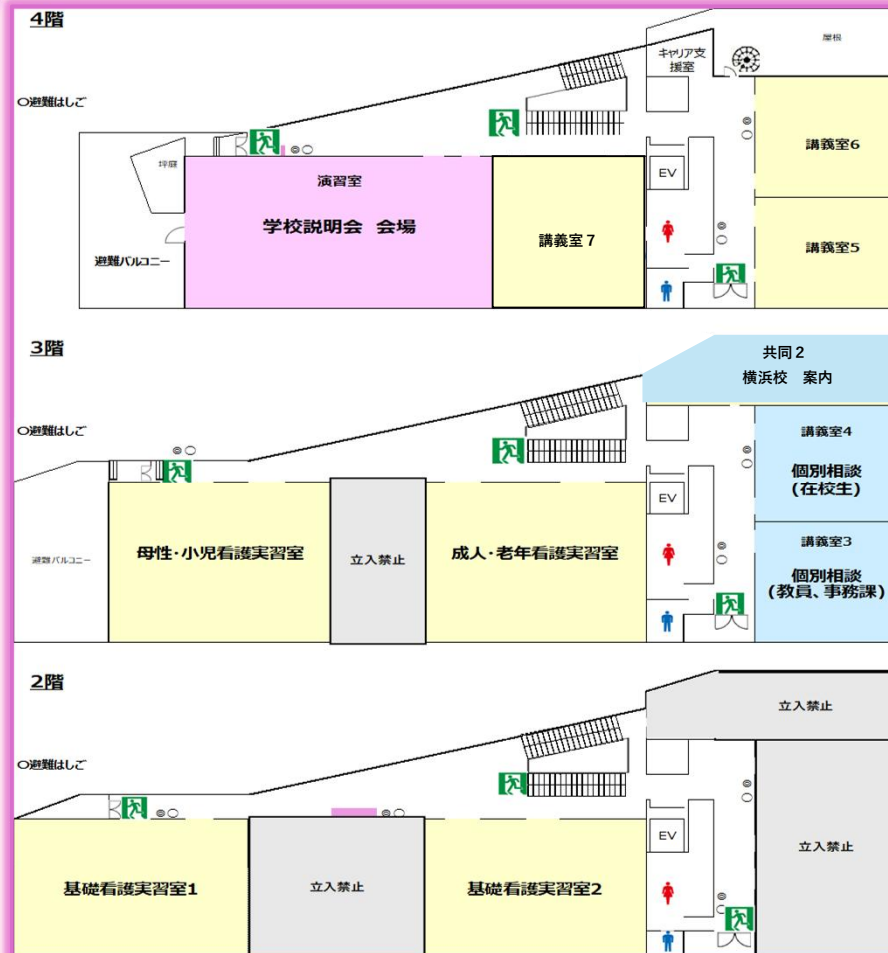 4階
屋根
キャリア支
援室
○避難はしご
講義室6
坪庭
演習室
EV
学校説明会 会場
講義室7
講義室5
避難バルコニー
3階
共同2
横浜校 案内
○避難はしご
講義室4
個別相談
(在校生)
EV
避難バルコニー
母性・小児看護実習室
立入禁止
成人・老年看護実習室
講義室3
個別相談
(教員、事務課)
2階
立入禁止
○避難はしご
EV
立入禁止
基礎看護実習室1
立入禁止
基礎看護実習室2